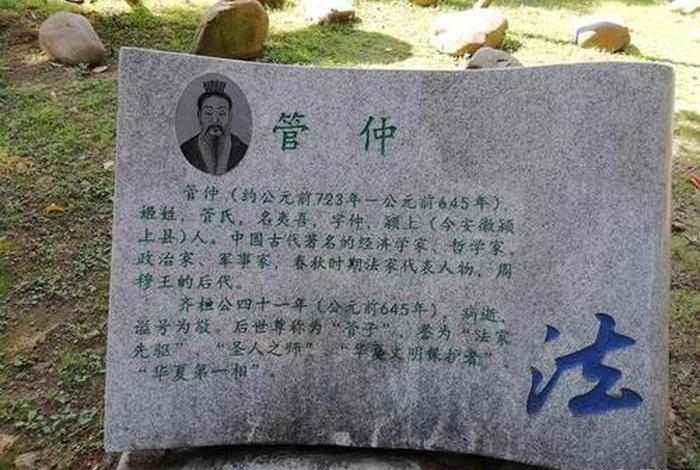 管 仲
管仲（约公元前723年－公元前645年），
姬姓，管氏，名夷吾，字仲，颍上（今安徽颍
上县)人。中国古代著名的经济学家、哲学家、
政治家、军事家，春秋时期法家代表人物、周
穆王的后代。
齐桓公四十一年（公元前645年），病逝，
谥号为敬。后世尊称为“管子”，誉为“法家
先驱”、“圣人之师”、“华夏文明保护者”、
“华夏第一相”。
法